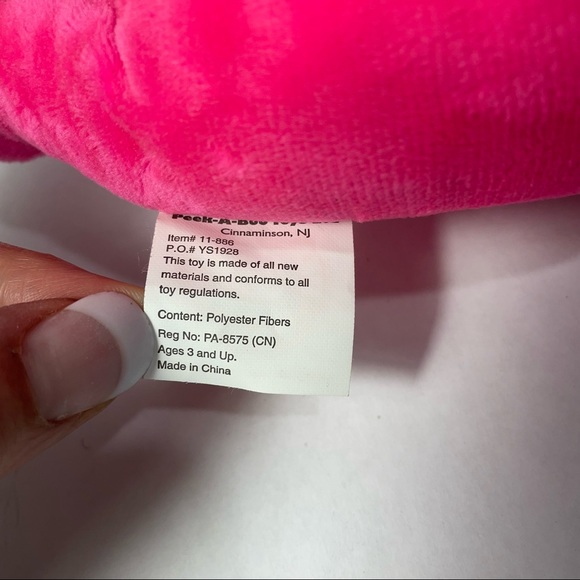 Peek-A-Boo Toys
Cinnaminson, NJ
Item# 11-886
P.O.# YS1928
This toy is made of all new
materials and conforms to all
toy regulations.
Content: Polyester Fibers
Reg No: PA-8575 (CN)
Ages 3 and Up.
Made in China